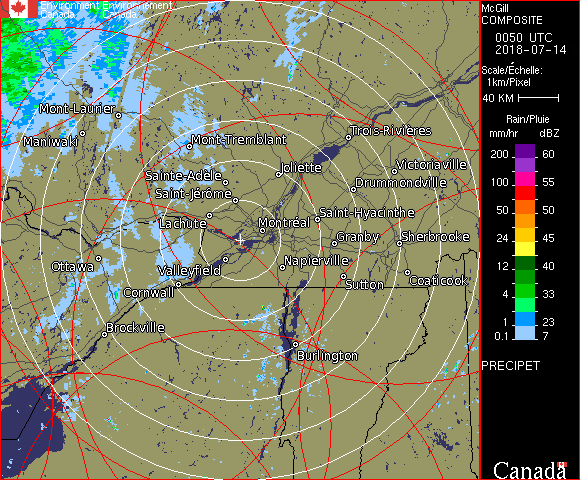 Environment Environnement
Canada Canada
Mont-Laurier
Maniwaki
Mont-Tremblant
Trois-Rivières
Joliette
Victoriaville
Sainte-Adèle
Drummondville
Saint-Jérôme
Lachute
Saint-Hyacinthe
Montréal
Granby
Sherbrooke
Ottawa
Valleyfield
Napierville
Coaticook
Cornwall
Sutton
Brockville
Burlington
McGill
COMPOSITE
0050 UTC
2018-07-14
Scale/Échelle:
1km/Pixel
40 KM
Rain/Pluie
mm/hr dBZ
200 60
100 55
75 53
50 50
24 45
12 40
4 33
1 23
0.1 7
PRECIPET
Canada